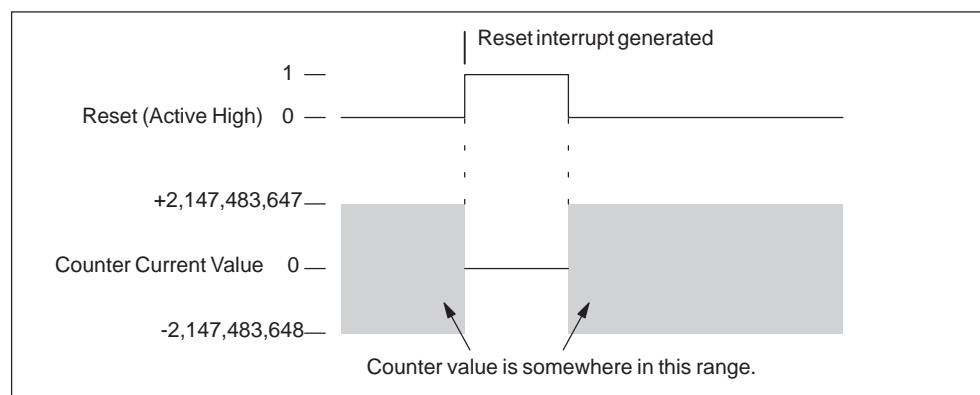 Reset interrupt generated
1
Reset (Active High) 0
+2,147,483,647
Counter Current Value 0
-2,147,483,648
Counter value is somewhere in this range.